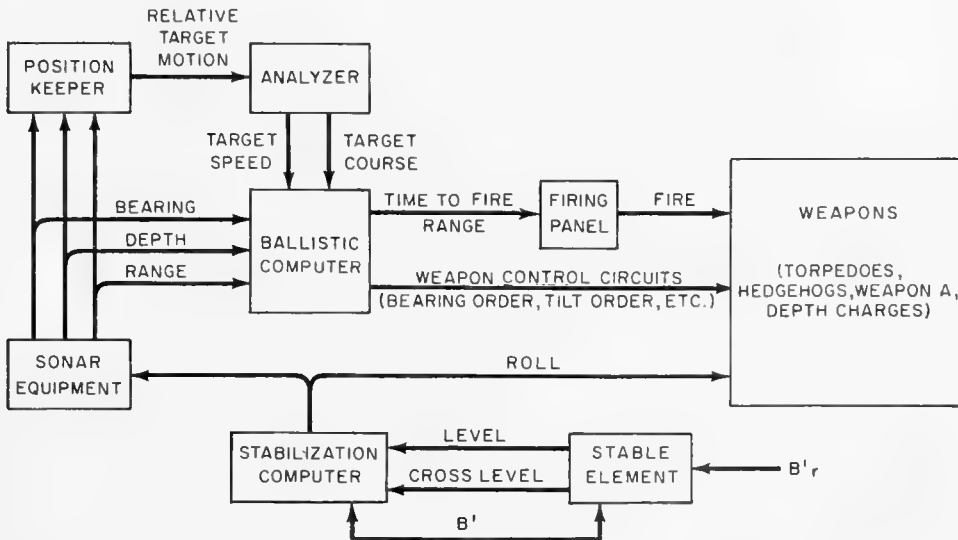 RELATIVE
TARGET
MOTION
POSITION
KEEPER
ANALYZER
TARGET
SPEED
TARGET
COURSE
BEARING
DEPTH
RANGE
BALLISTIC
COMPUTER
TIME TO FIRE
RANGE
FIRING
PANEL
FIRE
WEAPONS
(TORPEDOES,
HEDGEHOGS, WEAPON A,
DEPTH CHARGES)
WEAPON CONTROL CIRCUITS
(BEARING ORDER, TILT ORDER, ETC.)
SONAR
EQUIPMENT
ROLL
STABILIZATION
COMPUTER
LEVEL
CROSS LEVEL
STABLE
ELEMENT
B'r
B'